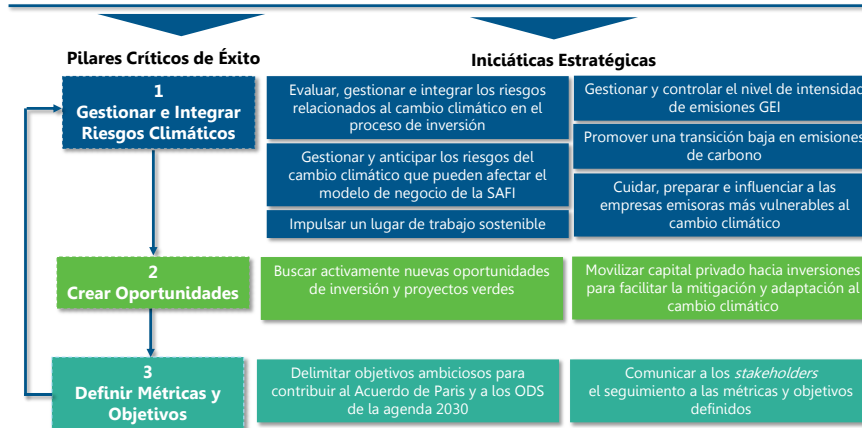 Pilares Críticos de Éxito
Iniciáticas Estratégicas
1
Gestionar e Integrar
Riesgos Climáticos
Evaluar, gestionar e integrar los riesgos
relacionados al cambio climático en el
proceso de inversión
Gestionar y anticipar los riesgos del
cambio climático que pueden afectar el
modelo de negocio de la SAFI
Impulsar un lugar de trabajo sostenible
Gestionar y controlar el nivel de intensidad
de emisiones GEI
Promover una transición baja en emisiones
de carbono
Cuidar, preparar e influenciar a las
empresas emisoras más vulnerables al
cambio climático
2
Crear Oportunidades
Buscar activamente nuevas oportunidades
de inversión y proyectos verdes
Movilizar capital privado hacia inversiones
para facilitar la mitigación y adaptación al
cambio climático
3
Definir Métricas y
Objetivos
Delimitar objetivos ambiciosos para
contribuir al Acuerdo de Paris y a los ODS
de la agenda 2030
Comunicar a los stakeholders
el seguimiento a las métricas y objetivos
definidos